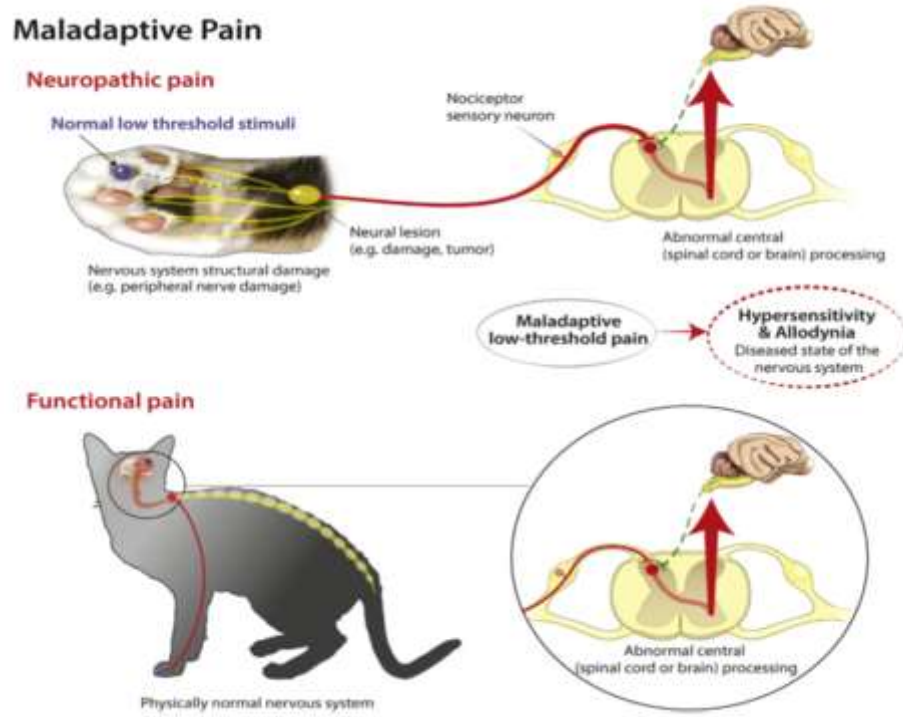 Maladaptive Pain
Neuropathic pain
Normal low threshold stimuli
Nociceptor
sensory neuron
Neural lesion
(e.g. damage, tumor)
Nervous system structural damage
(e.g. peripheral nerve damage)
Abnormal central
(spinal cord or brain) processing
Maladaptive
low-threshold pain
Hypersensitivity
& Allodynia
Diseased state of the
nervous system
Functional pain
Abnormal central
(spinal cord or brain) processing
Physically normal nervous system